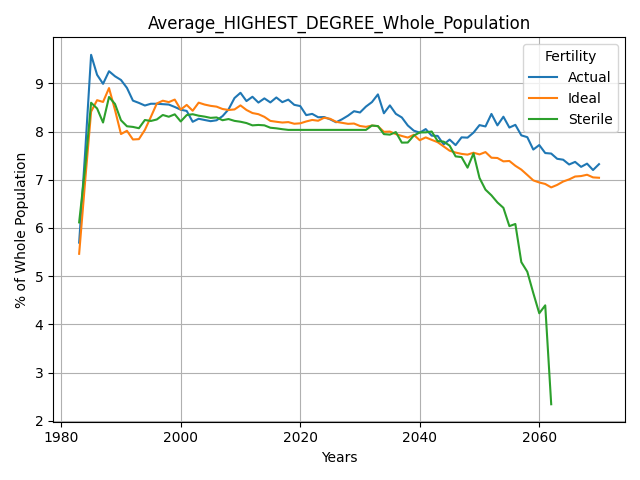 Average_HIGHEST_DEGREE_Whole_Population
% of Whole Population
9
8
7
6
5
4
3
2
1980
2000
2020
2040
2060
Years
Fertility
Actual
Ideal
Sterile